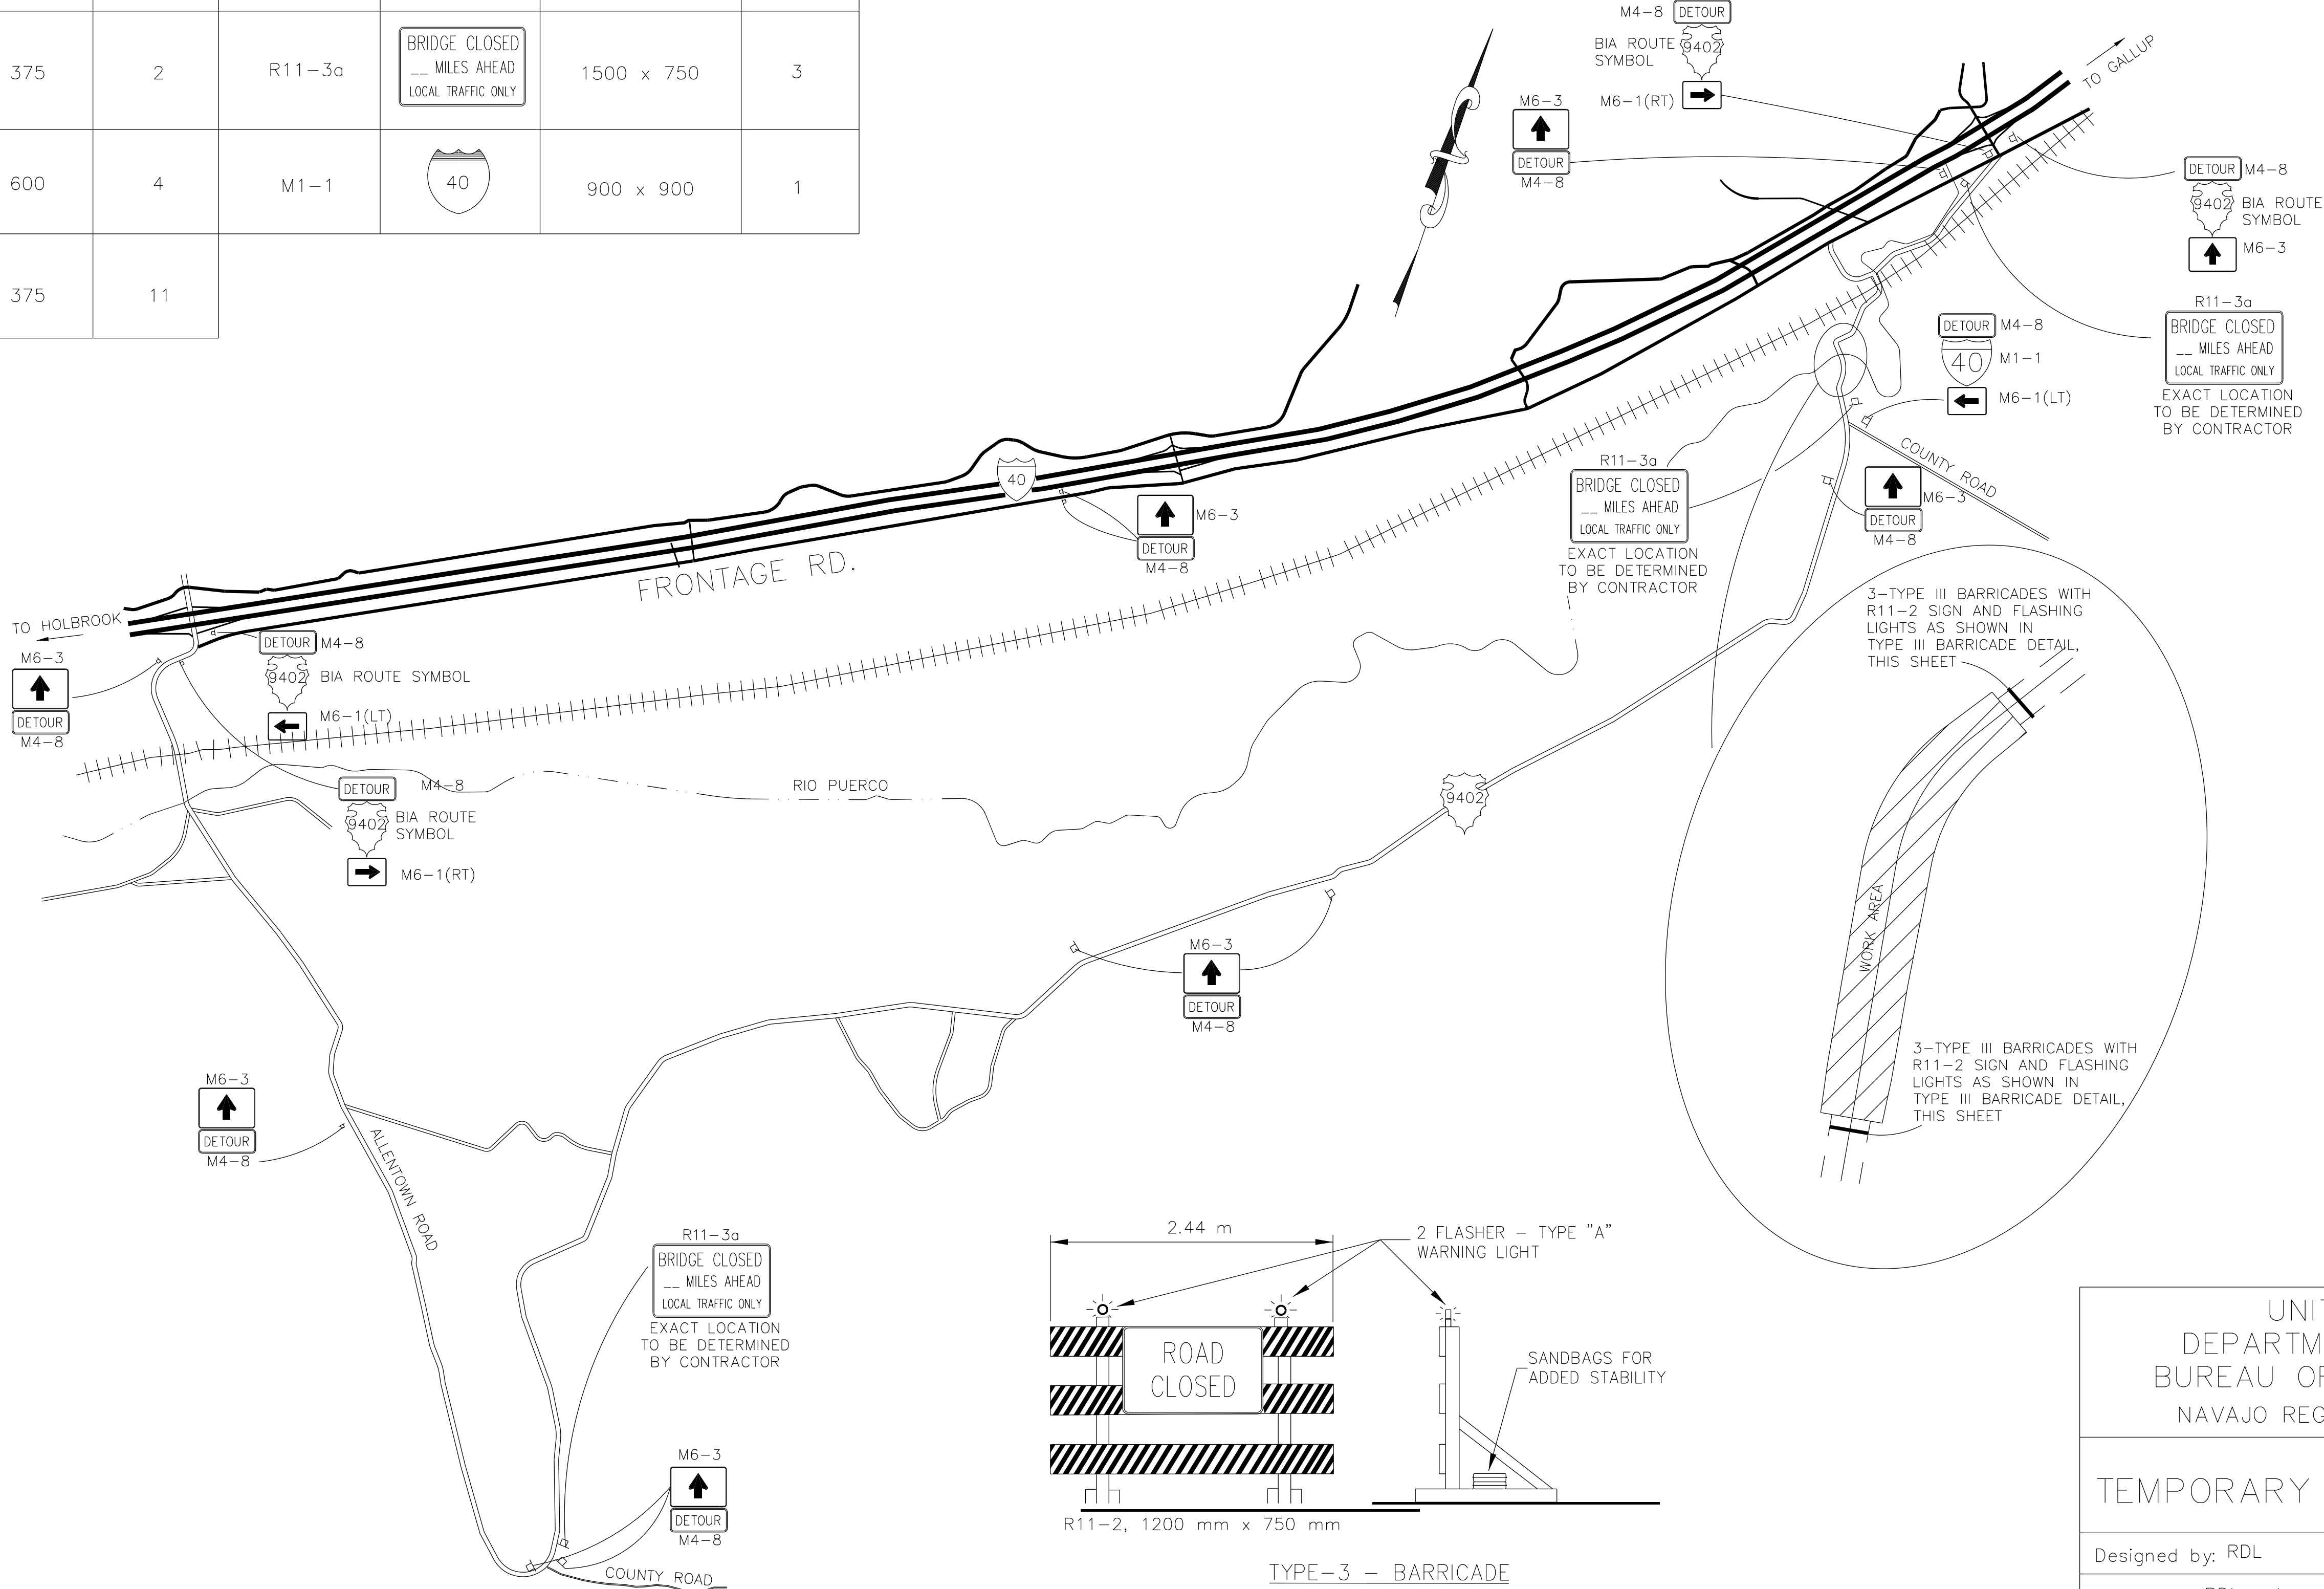 375
2
R11-3a
BRIDGE CLOSED
__ MILES AHEAD
LOCAL TRAFFIC ONLY
1500 x 750
3
600
4
M1-1
40
900 x 900
1
375
11
M4-8
DETOUR
BIA ROUTE
SYMBOL
9402
M6-1(RT)
M6-3
DETOUR
M4-8
TO GALLUP
DETOUR
M4-8
9402
BIA ROUTE
SYMBOL
M6-3
R11-3a
BRIDGE CLOSED
__ MILES AHEAD
LOCAL TRAFFIC ONLY
EXACT LOCATION
TO BE DETERMINED
BY CONTRACTOR
DETOUR
M4-8
40
M1-1
M6-1(LT)
COUNTY ROAD
R11-3a
BRIDGE CLOSED
__ MILES AHEAD
LOCAL TRAFFIC ONLY
EXACT LOCATION
TO BE DETERMINED
BY CONTRACTOR
M6-3
DETOUR
M4-8
40
M6-3
DETOUR
M4-8
FRONTAGE RD.
TO HOLBROOK
M6-3
DETOUR
M4-8
DETOUR
M4-8
9402
BIA ROUTE SYMBOL
M6-1(LT)
DETOUR
M4-8
9402
BIA ROUTE
SYMBOL
M6-1(RT)
RIO PUERCO
9402
3-TYPE III BARRICADES WITH
R11-2 SIGN AND FLASHING
LIGHTS AS SHOWN IN
TYPE III BARRICADE DETAIL,
THIS SHEET
WORK AREA
3-TYPE III BARRICADES WITH
R11-2 SIGN AND FLASHING
LIGHTS AS SHOWN IN
TYPE III BARRICADE DETAIL,
THIS SHEET
M6-3
DETOUR
M4-8
M6-3
DETOUR
M4-8
ALLENTOWN ROAD
R11-3a
BRIDGE CLOSED
__ MILES AHEAD
LOCAL TRAFFIC ONLY
EXACT LOCATION
TO BE DETERMINED
BY CONTRACTOR
M6-3
DETOUR
M4-8
COUNTY ROAD
2.44 m
2 FLASHER - TYPE "A"
WARNING LIGHT
ROAD
CLOSED
SANDBAGS FOR
ADDED STABILITY
R11-2, 1200 mm x 750 mm
TYPE-3 - BARRICADE
UNI
DEPARTM
BUREAU OF
NAVAJO REG
TEMPORARY
Designed by: RDL